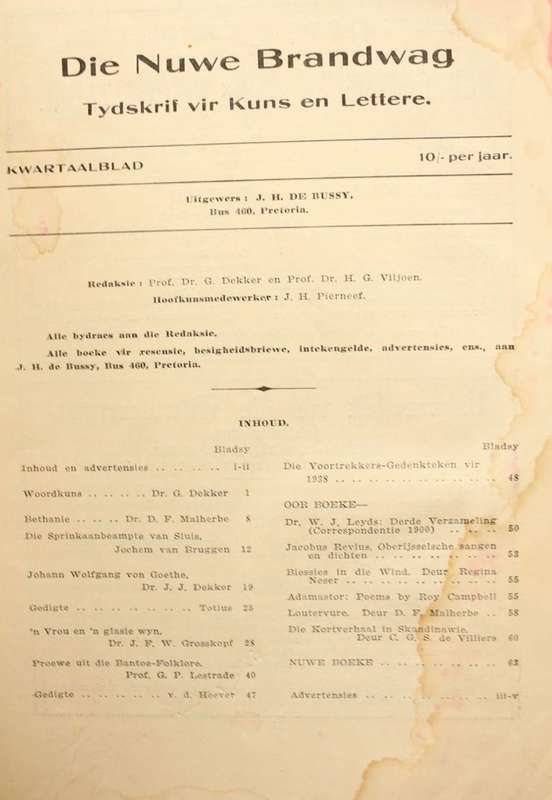 Die Nuwe Brandwag
Tydskrif vir Kuns en Lettere.
KWARTAALBLAD 10/- per jaar.
Uitgewers: J. H. DE BUSSY,
Bus 460, Pretoria.
Redaksie: Prof. Dr. G. Dekker en Prof. Dr. H. G. Viljoen.
Hoofkunsmedewerker: J. H. Pierneef.
Alle bydraes aan die Redaksie.
Alle boeke vir resensie, besigheidsbriewe, intekengelde, advertensies, ens., aan
J. H. de Bussy, Bus 460, Pretoria.
INHOUD.
Bladsy
Inhoud en advertensies .. .. .. .. i-ii
Woordkuns .. .. .. .. Dr. G. Dekker 1
Bethanie .. .. .. Dr. D. F. Malherbe 8
Die Sprinkaanbeampte van Sluis,
Jochem van Bruggen 12
Johann Wolfgang von Goethe,
Dr. J. J. Dekker 19
Gedigte .. .. .. .. .. .. .. Totius 25
'n Vrou en 'n glasie wyn,
Dr. J. F. W. Grosskopf 28
Proewe uit die Bantoe-Folklore,
Prof. G. P. Lestrade 40
Gedigte .. .. .. .. .. v. d. Heever 47
Bladsy
Die Voortrekkers-Gedenkteken vir
1938 .. .. .. .. .. .. .. .. .. 48
OOR BOEKE—
Dr. W. J. Leyds: Derde Verzameling
(Correspondentie 1900) .. .. .. 50
Jacobus Revius, Oberijsselsche sangen
en dichten .. .. .. .. .. .. .. 53
Blessies in die Wind. Deur Regina
Neser .. .. .. .. .. .. .. .. .. 55
Adamastor: Poems by Roy Campbell 55
Loutervure. Deur D. F. Malherbe .. 58
Die Kortverhaal in Skandinawie.
Deur C. G. S. de Villiers 60
NUWE BOEKE .. .. .. .. .. .. .. 62
Advertensies .. .. .. .. .. .. .. iii-v